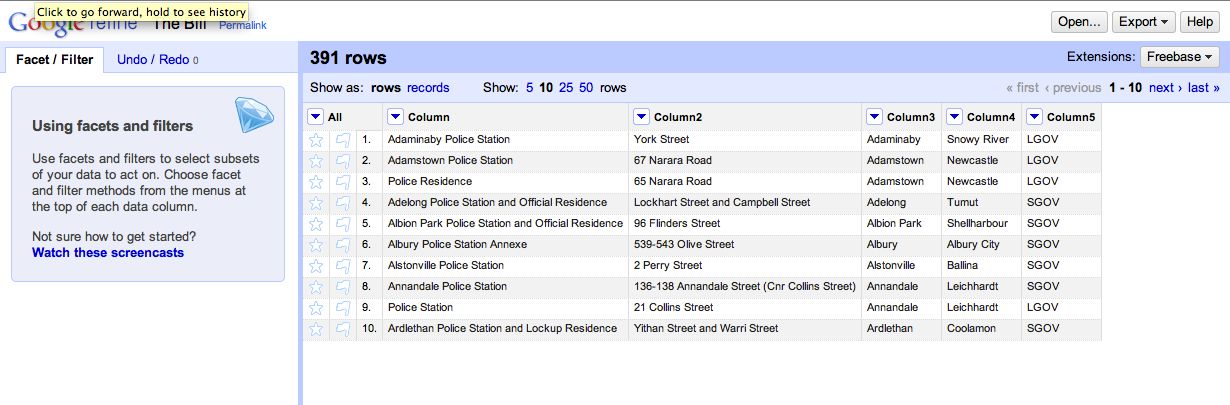 Click to go forward, hold to see history
Google refine The Bill Permalink
Open... Export Help
Facet / Filter Undo / Redo 0
Using facets and filters
Use facets and filters to select subsets
of your data to act on. Choose facet
and filter methods from the menus at
the top of each data column.
Not sure how to get started?
Watch these screencasts
391 rows
Extensions: Freebase
Show as: rows records Show: 5 10 25 50 rows « first ‹ previous 1 - 10 next › last »
All Column Column2 Column3 Column4 Column5
1. Adaminaby Police Station York Street Adaminaby Snowy River LGOV
2. Adamstown Police Station 67 Narara Road Adamstown Newcastle LGOV
3. Police Residence 65 Narara Road Adamstown Newcastle LGOV
4. Adelong Police Station and Official Residence Lockhart Street and Campbell Street Adelong Tumut SGOV
5. Albion Park Police Station and Official Residence 96 Flinders Street Albion Park Shellharbour SGOV
6. Albury Police Station Annexe 539-543 Olive Street Albury Albury City SGOV
7. Alstonville Police Station 2 Perry Street Alstonville Ballina SGOV
8. Annandale Police Station 136-138 Annandale Street (Cnr Collins Street) Annandale Leichhardt SGOV
9. Police Station 21 Collins Street Annandale Leichhardt LGOV
10. Ardlethan Police Station and Lockup Residence Yithan Street and Warri Street Ardlethan Coolamon SGOV